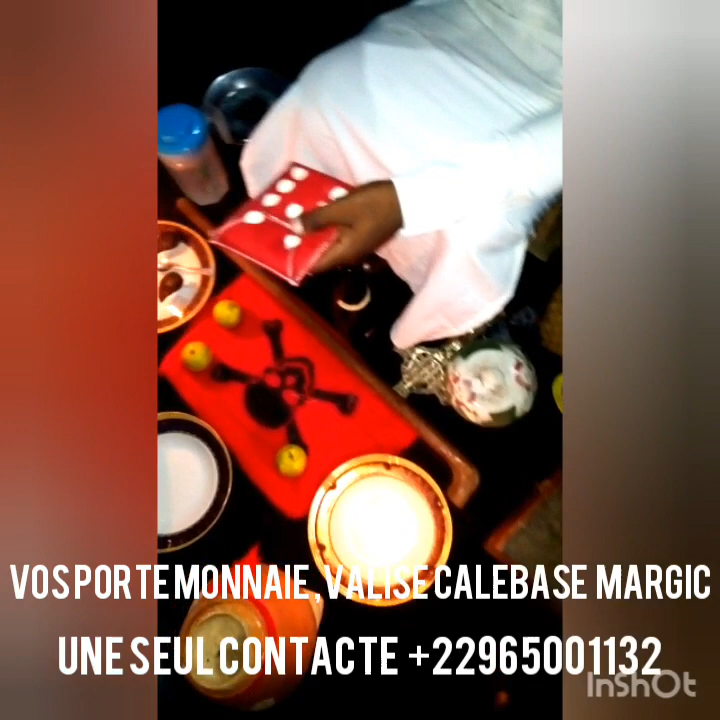 VOS PORTE MONNAIE, VALISE CALEBASE MARGIC
UNE SEUL CONTACTE +22965001132
InShOt